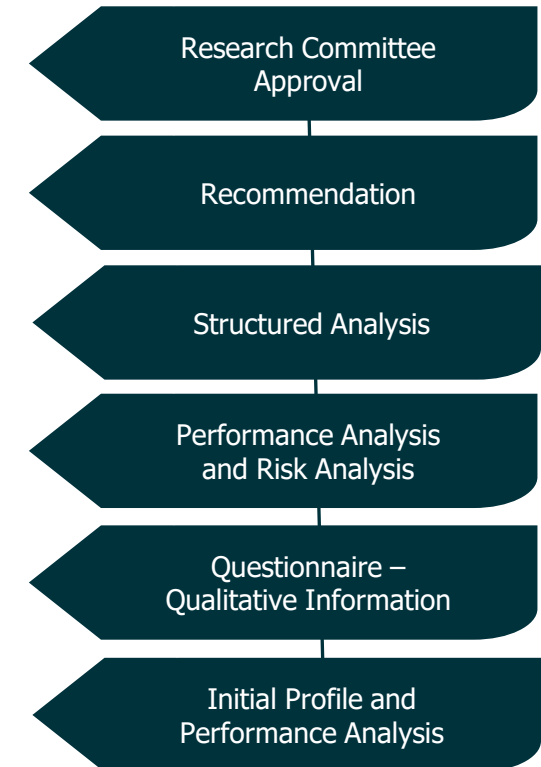 Research Committee
Approval
Recommendation
Structured Analysis
Performance Analysis
and Risk Analysis
Questionnaire –
Qualitative Information
Initial Profile and
Performance Analysis